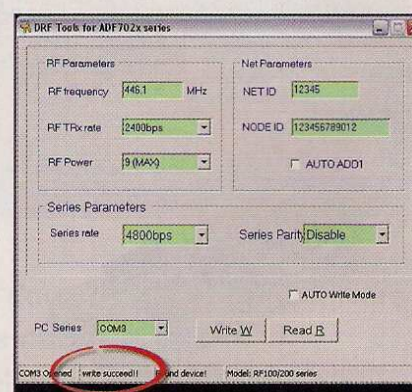 DRF Tools for ADF702x series
RF Parameters
RF frequency 446.1 MHz
RF TRx rate 2400bps
RF Power 9 (MAX)
Net Parameters
NET ID 12345
NODE ID 123456789012
AUTO ADD1
Series Parameters
Series rate 4800bps
Series Parity Disable
AUTO Write Mode
PC Series COM3
Write W
Read R
COM3 Opened write succeed!! device! Model: RF100/200 series